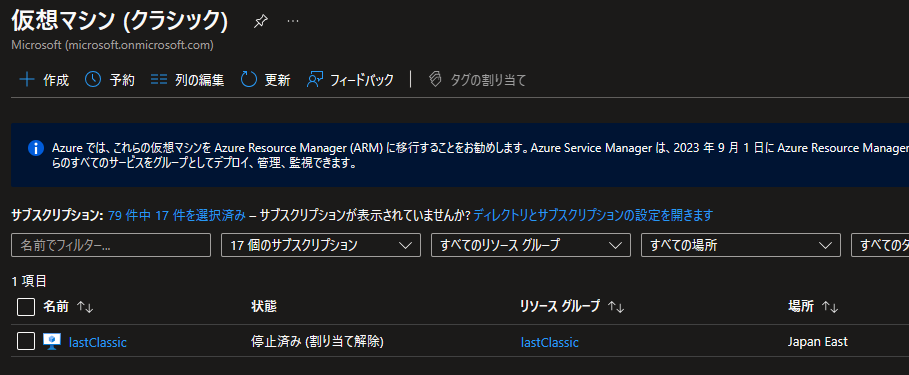 仮想マシン (クラシック)
Microsoft (microsoft.onmicrosoft.com)
作成 予約 列の編集 更新 フィードバック タグの割り当て
Azure では、これらの仮想マシンを Azure Resource Manager (ARM) に移行することをお勧めします。Azure Service Manager は、2023 年 9 月 1 日に Azure Resource Manager
らのすべてのサービスをグループとしてデプロイ、管理、監視できます。
サブスクリプション: 79 件中 17 件を選択済み – サブスクリプションが表示されていませんか? ディレクトリとサブスクリプションの設定を開きます
名前でフィルター... 17 個のサブスクリプション すべてのリソース グループ すべての場所 すべての
1 項目
名前 状態 リソース グループ 場所
lastClassic 停止済み (割り当て解除) lastClassic Japan East